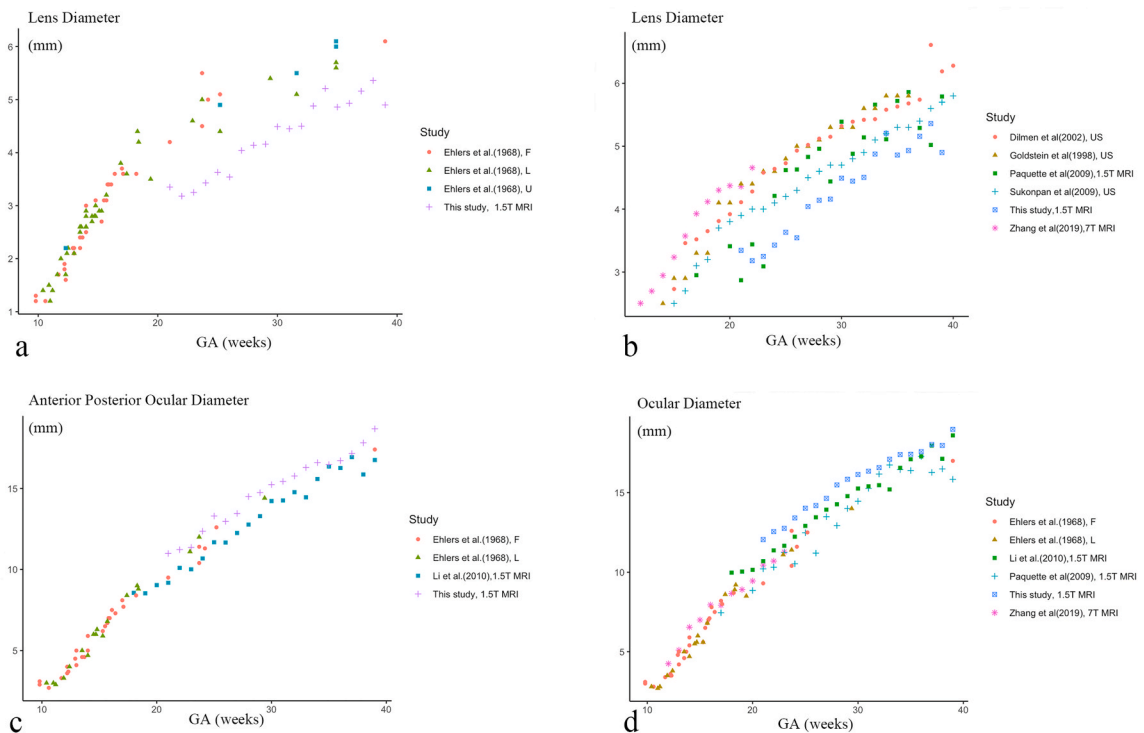 Lens Diameter
(mm)
6
5
4
3
2
1
10
20
30
40
GA (weeks)
a
Study
Ehlers et al.(1968), F
Ehlers et al.(1968), L
Ehlers et al.(1968), U
This study, 1.5T MRI
Lens Diameter
(mm)
6
5
4
3
20
30
40
GA (weeks)
b
Study
Dilmen et al(2002), US
Goldstein et al(1998), US
Paquette et al(2009),1.5T MRI
Sukonpan et al(2009), US
This study,1.5T MRI
Zhang et al(2019),7T MRI
Anterior Posterior Ocular Diameter
(mm)
15
10
5
10
20
30
40
GA (weeks)
c
Study
Ehlers et al.(1968), F
Ehlers et al.(1968), L
Li et al.(2010),1.5T MRI
This study, 1.5T MRI
Ocular Diameter
(mm)
15
10
5
10
20
30
40
GA (weeks)
d
Study
Ehlers et al.(1968), F
Ehlers et al.(1968), L
Li et al.(2010),1.5T MRI
Paquette et al(2009), 1.5T MRI
This study, 1.5T MRI
Zhang et al(2019), 7T MRI